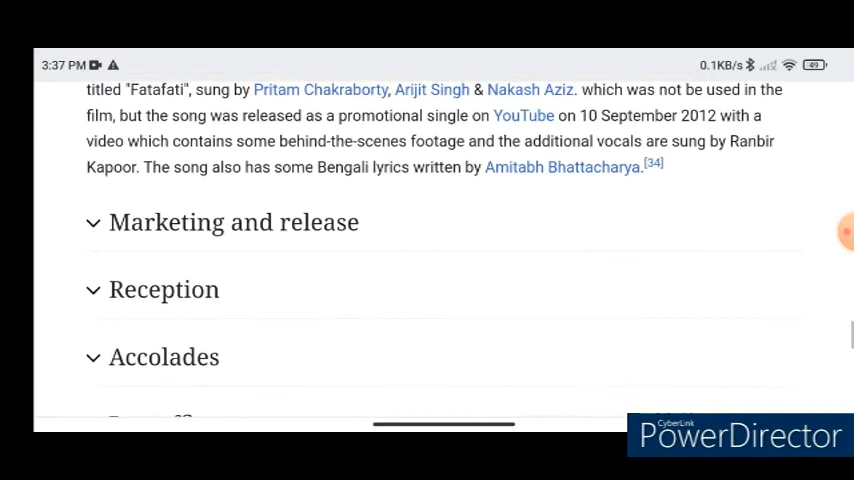 3:37 PM
0.1KB/s 49
titled "Fatafati", sung by Pritam Chakraborty, Arijit Singh & Nakash Aziz. which was not be used in the
film, but the song was released as a promotional single on YouTube on 10 September 2012 with a
video which contains some behind-the-scenes footage and the additional vocals are sung by Ranbir
Kapoor. The song also has some Bengali lyrics written by Amitabh Bhattacharya.[34]
Marketing and release
Reception
Accolades
CyberLink
PowerDirector